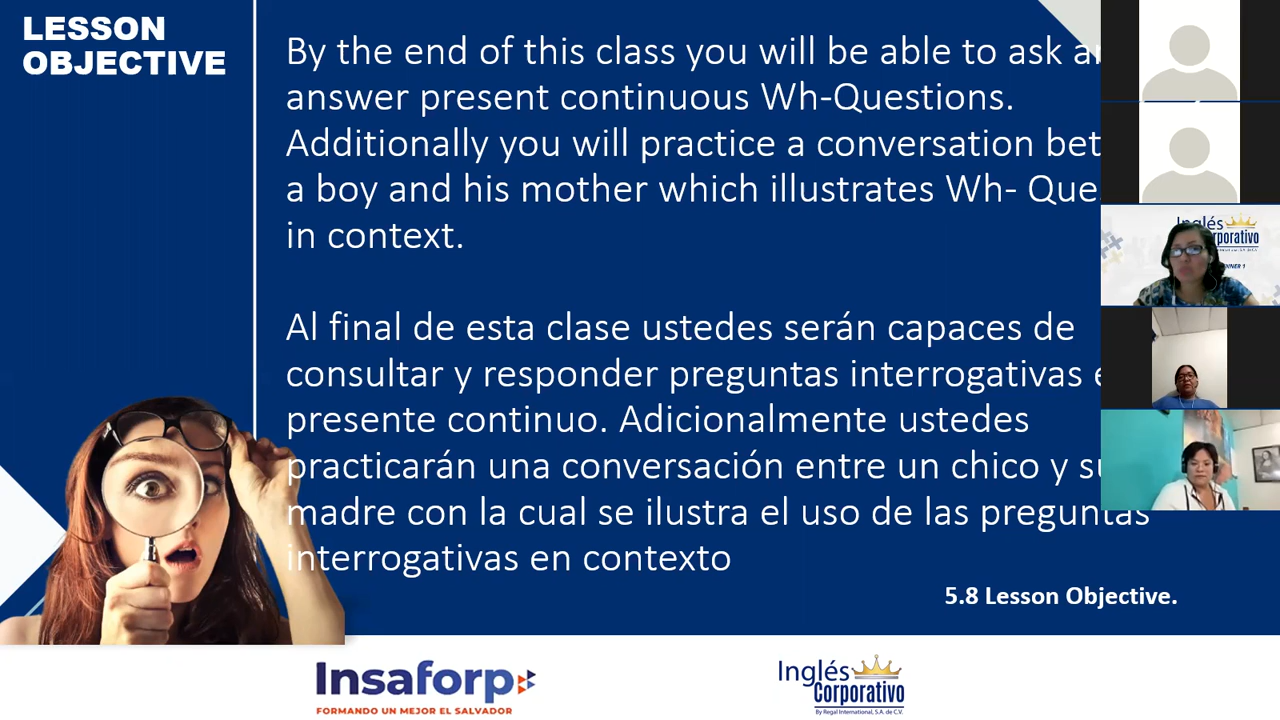 LESSON
OBJECTIVE
By the end of this class you will be able to ask
answer present continuous Wh-Questions.
Additionally you will practice a conversation
a boy and his mother which illustrates Wh-
in context.
Al final de esta clase ustedes serán capaces de
consultar y responder preguntas interrogativas
presente continuo. Adicionalmente ustedes
practicarán una conversación entre un chico y
madre con la cual se ilustra el uso de las preguntas
interrogativas en contexto
5.8 Lesson Objective.
Inglés
Insaforp
FORMANDO UN MEJOR EL SALVADOR
Inglés
Corporativo
By Regal International, S.A. de C.V.